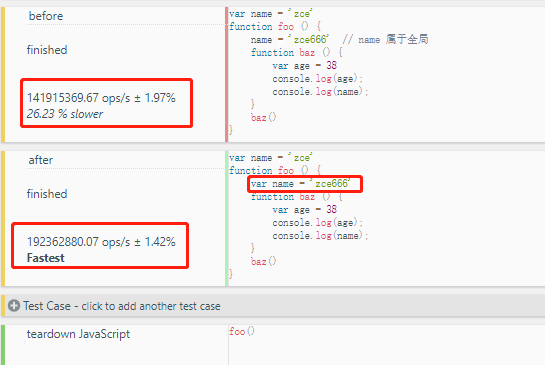 before
finished
141915369.67 ops/s ± 1.97%
26.23 % slower
var name = 'zce'
function foo () {
name = 'zce666'  // name 属于全局
function baz () {
var age = 38
console.log(age);
console.log(name);
}
baz()
}
after
finished
192362880.07 ops/s ± 1.42%
Fastest
var name = 'zce'
function foo () {
var name = 'zce666'
function baz () {
var age = 38
console.log(age);
console.log(name);
}
baz()
}
Test Case - click to add another test case
teardown JavaScript
foo()